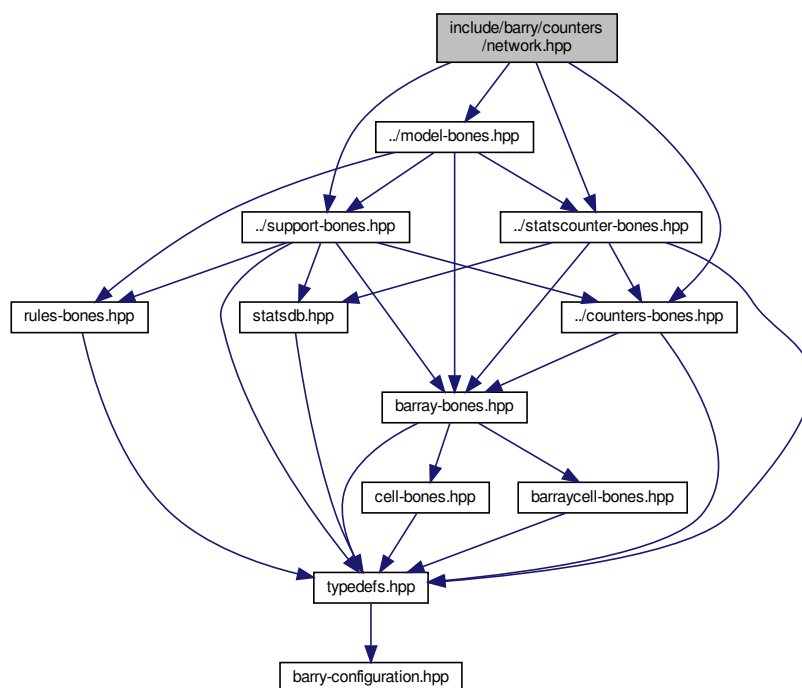 include/barry/counters
/network.hpp
../model-bones.hpp
../support-bones.hpp
../statscounter-bones.hpp
rules-bones.hpp
statsdb.hpp
../counters-bones.hpp
barray-bones.hpp
cell-bones.hpp
barraycell-bones.hpp
typedefs.hpp
barry-configuration.hpp